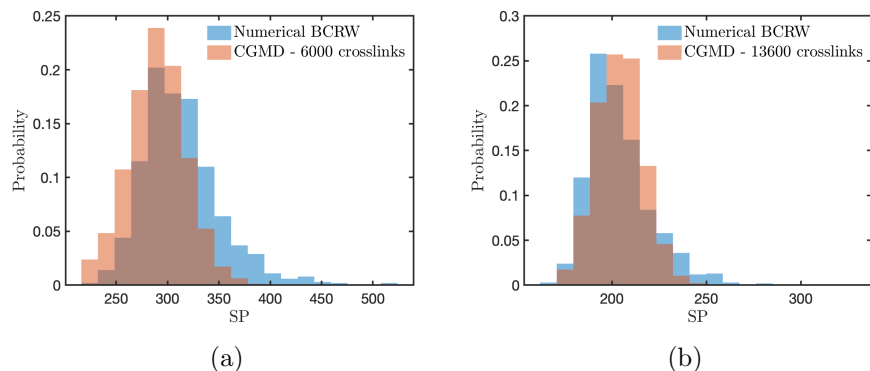 0.25
0.2
0.15
0.1
0.05
0
Probability
250 300 350 400 450 500
SP
Numerical BCRW
CGMD - 6000 crosslinks
(a)
0.3
0.25
0.2
0.15
0.1
0.05
0
Probability
200 250 300
SP
Numerical BCRW
CGMD - 13600 crosslinks
(b)